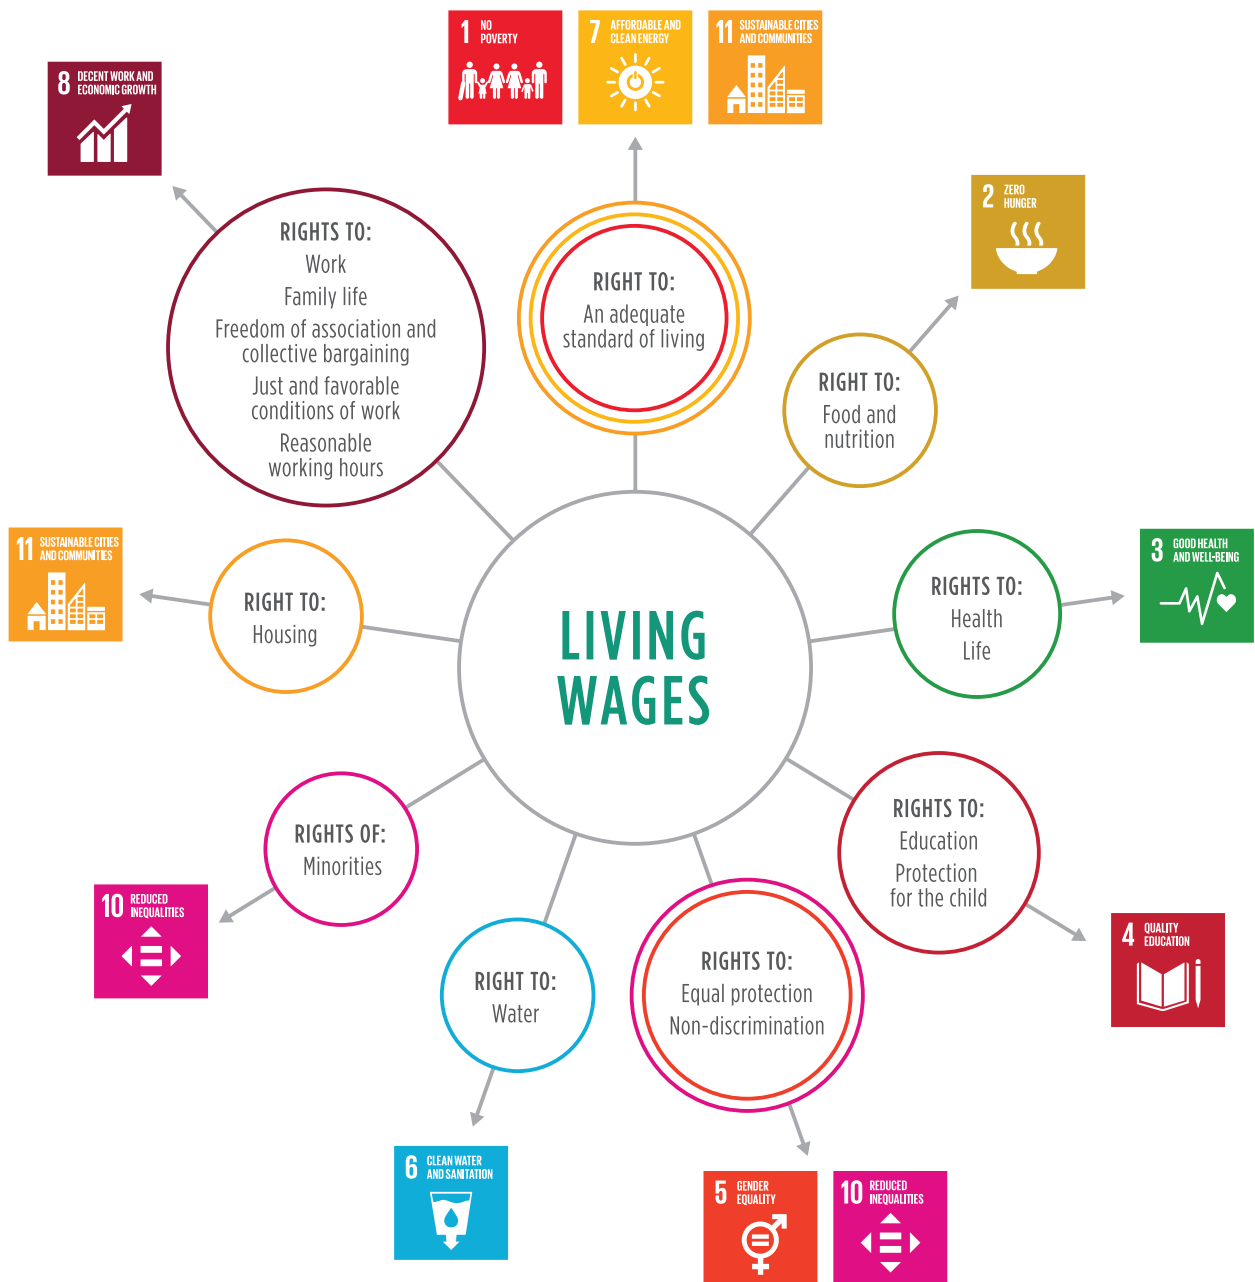 1 NO
POVERTY
7 AFFORDABLE AND
CLEAN ENERGY
11 SUSTAINABLE CITIES
AND COMMUNITIES
8 DECENT WORK AND
ECONOMIC GROWTH
2 ZERO
HUNGER
RIGHTS TO:
Work
Family life
Freedom of association and
collective bargaining
Just and favorable
conditions of work
Reasonable
working hours
RIGHT TO:
An adequate
standard of living
RIGHT TO:
Food and
nutrition
11 SUSTAINABLE CITIES
AND COMMUNITIES
RIGHT TO:
Housing
LIVING
WAGES
RIGHTS TO:
Health
Life
3 GOOD HEALTH
AND WELL-BEING
RIGHTS OF:
Minorities
RIGHTS TO:
Education
Protection
for the child
10 REDUCED
INEQUALITIES
RIGHT TO:
Water
RIGHTS TO:
Equal protection
Non-discrimination
4 QUALITY
EDUCATION
6 CLEAN WATER
AND SANITATION
5 GENDER
EQUALITY
10 REDUCED
INEQUALITIES